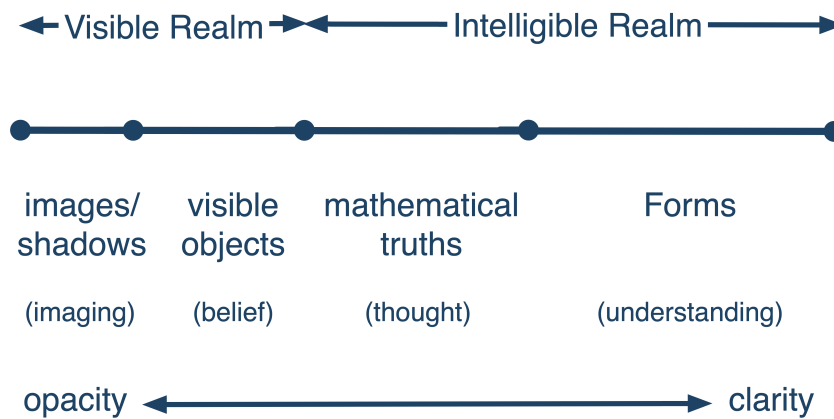 Visible Realm Intelligible Realm
images/ visible mathematical Forms
shadows objects truths
(imaging) (belief) (thought) (understanding)
opacity clarity